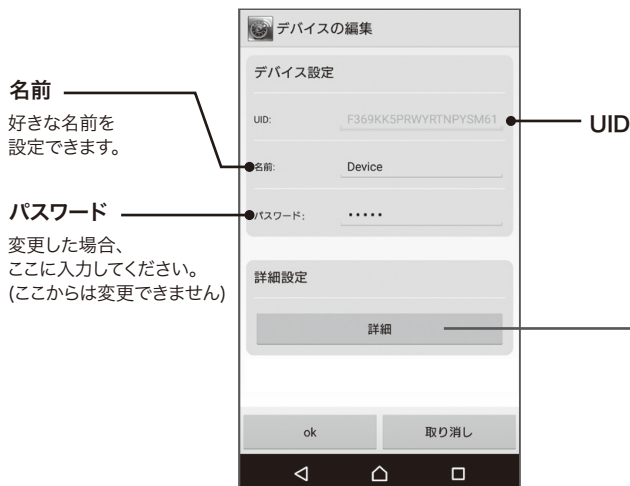 デバイスの編集
デバイス設定
名前
好きな名前を
設定できます。
UID:
F369KK5PRWYRTNPYSM61
UID
名前:
Device
パスワード
変更した場合、
ここに入力してください。
(ここからは変更できません)
パスワード:
•••••
詳細設定
詳細
ok
取り消し